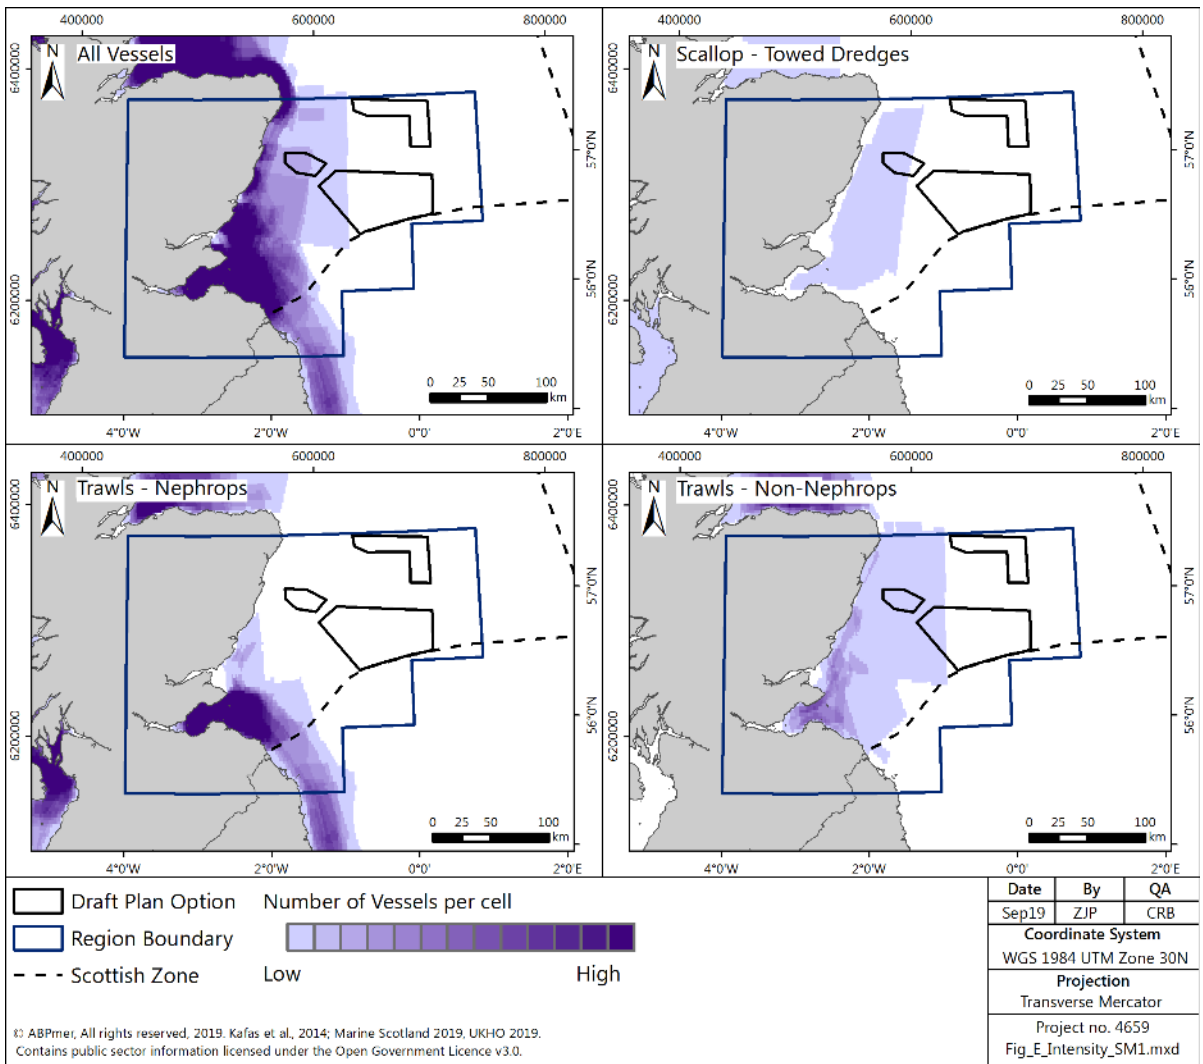 400000 600000 800000
400000 600000 800000
N
All Vessels
N
Scallop - Towed Dredges
6400000
57°0'N
6400000
57°0'N
6200000
56°0'N
6200000
56°0'N
0 25 50 100
km
0 25 50 100
km
4°0'W 2°0'W 0°0' 2°0'E
4°0'W 2°0'W 0°0' 2°0'E
400000 600000 800000
400000 600000 800000
N
Trawls - Nephrops
N
Trawls - Non-Nephrops
6400000
57°0'N
6400000
57°0'N
6200000
56°0'N
6200000
56°0'N
0 25 50 100
km
0 25 50 100
km
4°0'W 2°0'W 0°0' 2°0'E
4°0'W 2°0'W 0°0' 2°0'E
Draft Plan Option
Region Boundary
Scottish Zone
Number of Vessels per cell
Low High
© ABPmer, All rights reserved, 2019. Kafas et al., 2014; Marine Scotland 2019, UKHO 2019.
Contains public sector information licensed under the Open Government Licence v3.0.
Date By QA
Sep19 ZJP CRB
Coordinate System
WGS 1984 UTM Zone 30N
Projection
Transverse Mercator
Project no. 4659
Fig_E_Intensity_SM1.mxd